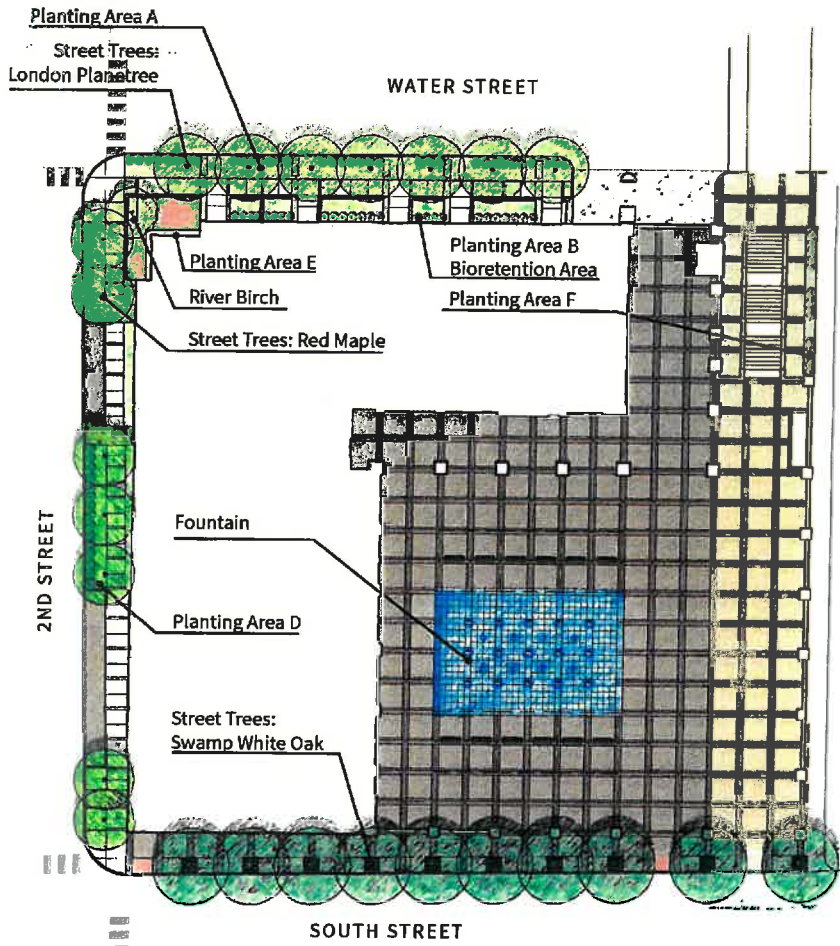 Planting Area A
Street Trees:
London Planetree
WATER STREET
Planting Area E
Planting Area B
Bioretention Area
River Birch
Planting Area F
Street Trees: Red Maple
2ND STREET
Fountain
Planting Area D
Street Trees:
Swamp White Oak
SOUTH STREET